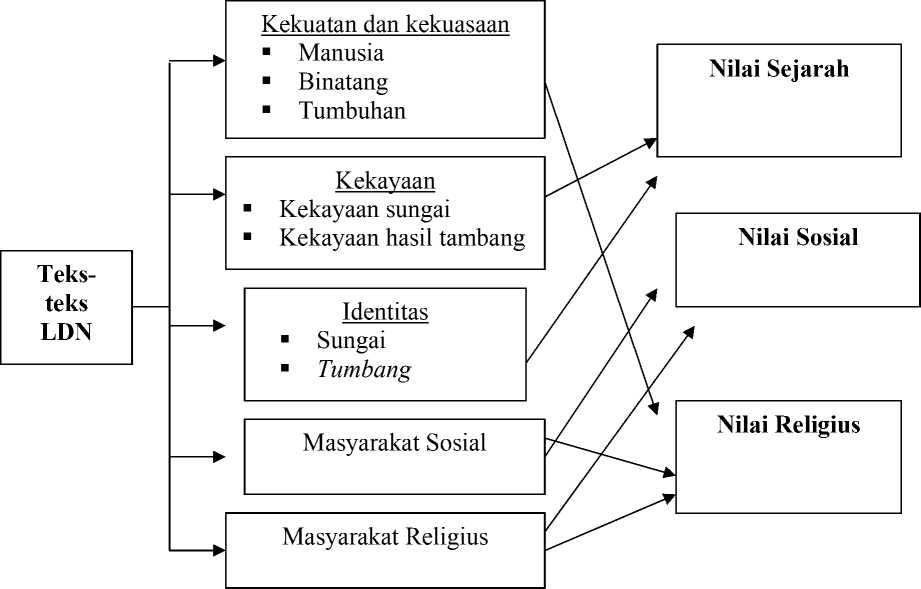 Teks-
teks
LDN
Kekuatan dan kekuasaan
▪ Manusia
▪ Binatang
▪ Tumbuhan
Kekayaan
▪ Kekayaan sungai
▪ Kekayaan hasil tambang
Identitas
▪ Sungai
▪ Tumbang
Masyarakat Sosial
Masyarakat Religius
Nilai Sejarah
Nilai Sosial
Nilai Religius